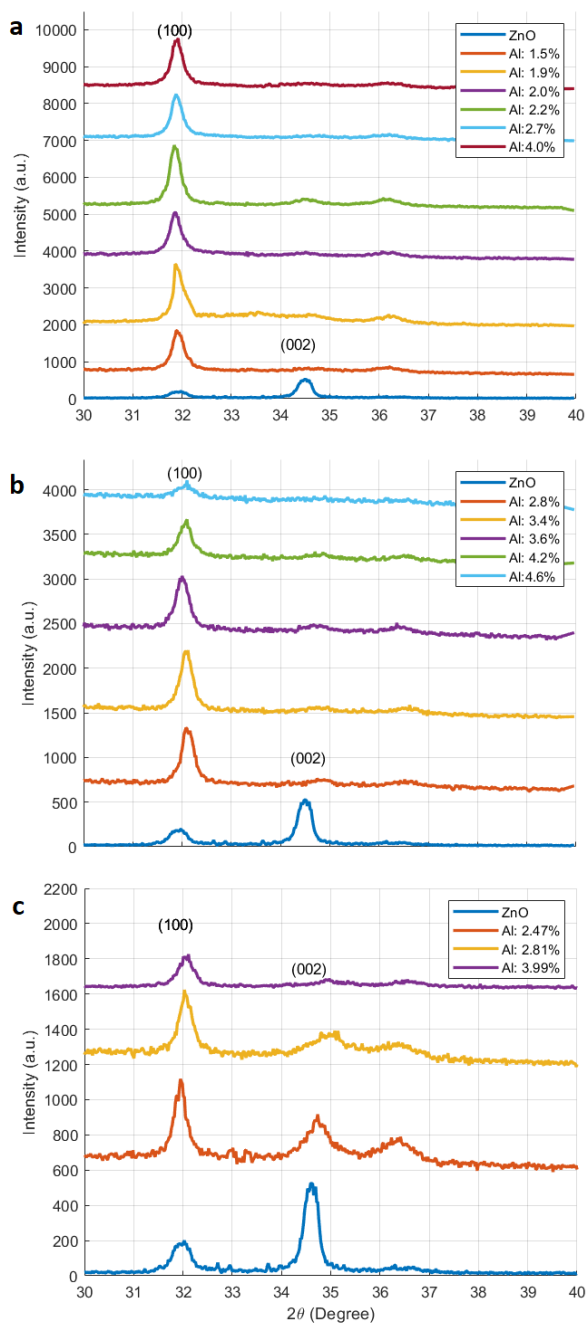 a
(100)
10000
9000
8000
7000
6000
5000
4000
3000
2000
1000
0
Intensity (a.u.)
ZnO
Al: 1.5%
Al: 1.9%
Al: 2.0%
Al: 2.2%
Al:2.7%
Al:4.0%
(002)
30 31 32 33 34 35 36 37 38 39 40
b
(100)
4000
3500
3000
2500
2000
1500
1000
500
0
Intensity (a.u.)
ZnO
Al: 2.8%
Al: 3.4%
Al: 3.6%
Al: 4.2%
Al:4.6%
(002)
30 31 32 33 34 35 36 37 38 39 40
c
(100)
2200
2000
1800
1600
1400
1200
1000
800
600
400
200
0
Intensity (a.u.)
ZnO
Al: 2.47%
Al: 2.81%
Al: 3.99%
(002)
30 31 32 33 34 35 36 37 38 39 40
2θ (Degree)